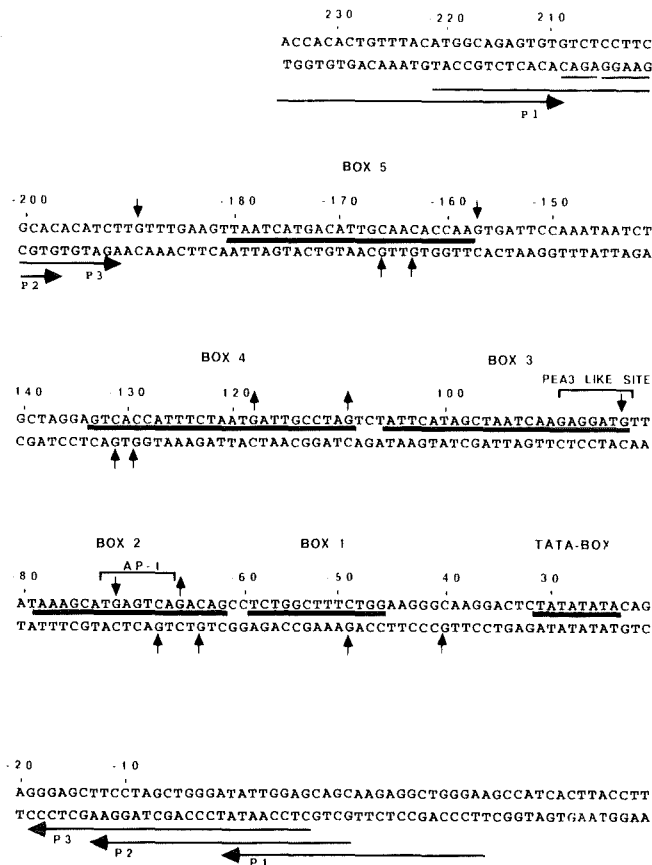 230 -220 210
ACCACACTGTTTACATGGCAGAGTGTGTCTCCTTC
TGGTGTGACAAATGTACCGTCTCACACAGAGGAAG
P1
BOX 5
-200 -180 -170 -160 -150
GCACACATCTTGTTTGAAGTTAATCATGACATTGCAACACCAAGTGATTCCAAATAATCT
CGTGTGTAGAACAAACTTCAATTAGTACTGTAACGTTGTGGTTCACTAAGGTTTATTAGA
P2 P3
BOX 4 BOX 3
140 -130 120 100 PEA3 LIKE SITE
GCTAGGAGTCACCATTTCTAATGATTGCCTAGTCTATTCATAGCTAATCAAGAGGATGTT
CGATCCTCAGTGGTAAAGATTACTAACGGATCAGATAAGTATCGATTAGTTCTCCTACAA
BOX 2 BOX 1 TATA-BOX
-80 AP-1 -60 -50 40 30
ATAAAGCATGAGTCAGACAGCCTCTGGCTTTCTGGAAGGGCAAGGACTCTATATATACAG
TATTTCGTACTCAGTCTGTCGGAGACCGAAAGACCTTCCCGTTCCTGAGATATATATGTC
-20 -10
AGGGAGCTTCCTAGCTGGGATATTGGAGCAGCAAGAGGCTGGGAAGCCATCACTTACCTT
TCCCTCGAAGGATCGACCCTATAACCTCGTCGTTCTCCGACCCTTCGGTAGTGAATGGAA
P3 P2 P1